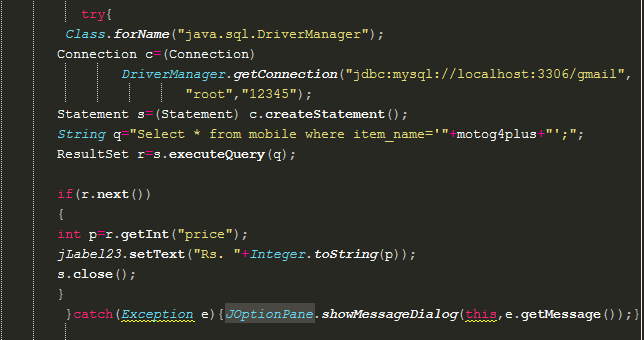 try{
Class.forName("java.sql.DriverManager");
Connection c=(Connection)
DriverManager.getConnection("jdbc:mysql://localhost:3306/gmail",
"root","12345");
Statement s=(Statement) c.createStatement();
String q="Select * from mobile where item_name='"+motog4plus+"';";
ResultSet r=s.executeQuery(q);
if(r.next())
{
int p=r.getInt("price");
jLabel23.setText("Rs. "+Integer.toString(p));
s.close();
}
}catch(Exception e){JOptionPane.showMessageDialog(this,e.getMessage());}